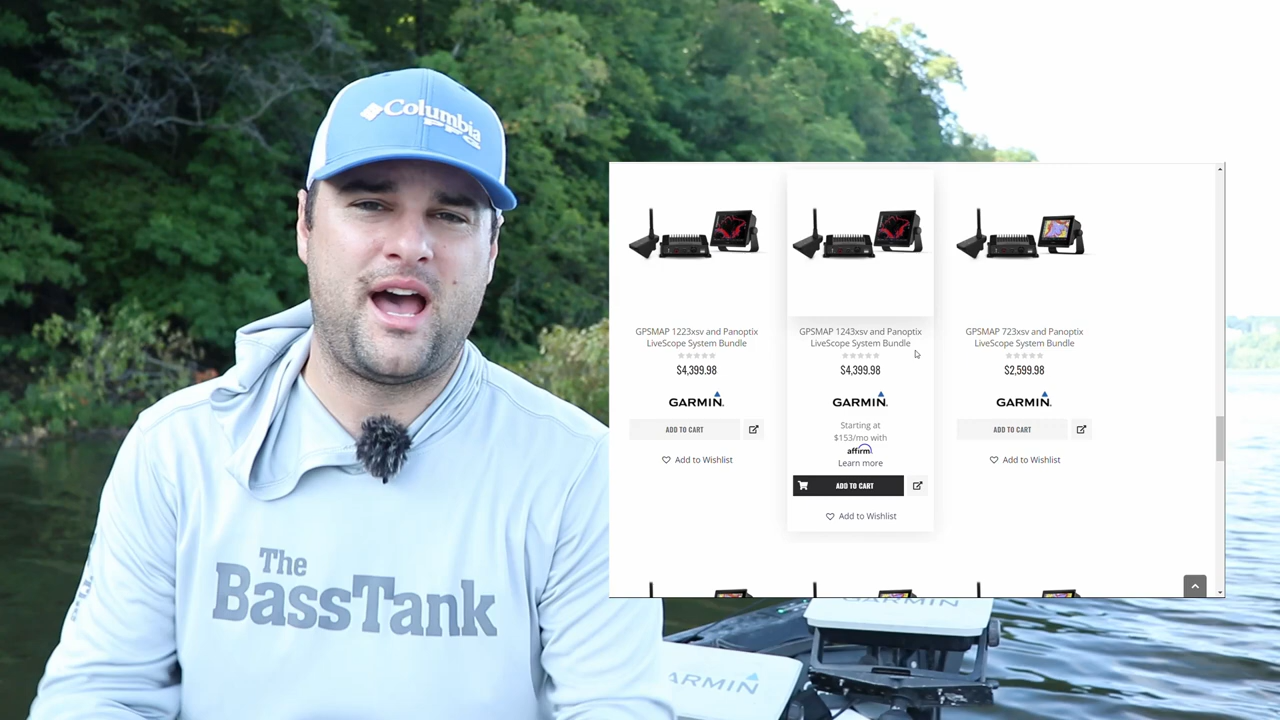 Columbia
PFG
The
BassTank
GPSMAP 1223xsv and Panoptix
LiveScope System Bundle
$4,399.98
GARMIN.
ADD TO CART
Add to Wishlist
GPSMAP 1243xsv and Panoptix
LiveScope System Bundle
$4,399.98
GARMIN.
Starting at
$153/mo with
affirm
Learn more
ADD TO CART
Add to Wishlist
GPSMAP 723xsv and Panoptix
LiveScope System Bundle
$2,599.98
GARMIN.
ADD TO CART
Add to Wishlist
GARMIN
ARMIN